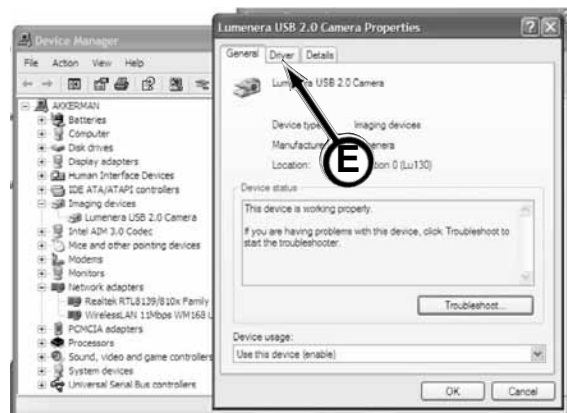 Device Manager
File Action View Help
AKKERMAN
Batteries
Computer
Disk drives
Display adapters
Human Interface Devices
IDE ATA/ATAPI controllers
Imaging devices
Lumenera USB 2.0 Camera
Intel AIM 3.0 Codec
Mice and other pointing devices
Modems
Monitors
Network adapters
Realtek RTL8139/810x Family
WirelessLAN 11Mbps WM168
PCMCIA adapters
Processors
Sound, video and game controllers
System devices
Universal Serial Bus controllers
Lumenera USB 2.0 Camera Properties
General Driver Details
USB 2.0 Camera
Device type: Imaging devices
Manufacture
Location: 0 (Lu130)
E
Device status
This device is working properly.
If you are having problems with this device, click Troubleshoot to
start the troubleshooter.
Troubleshoot...
Device usage:
Use this device (enable)
OK Cancel